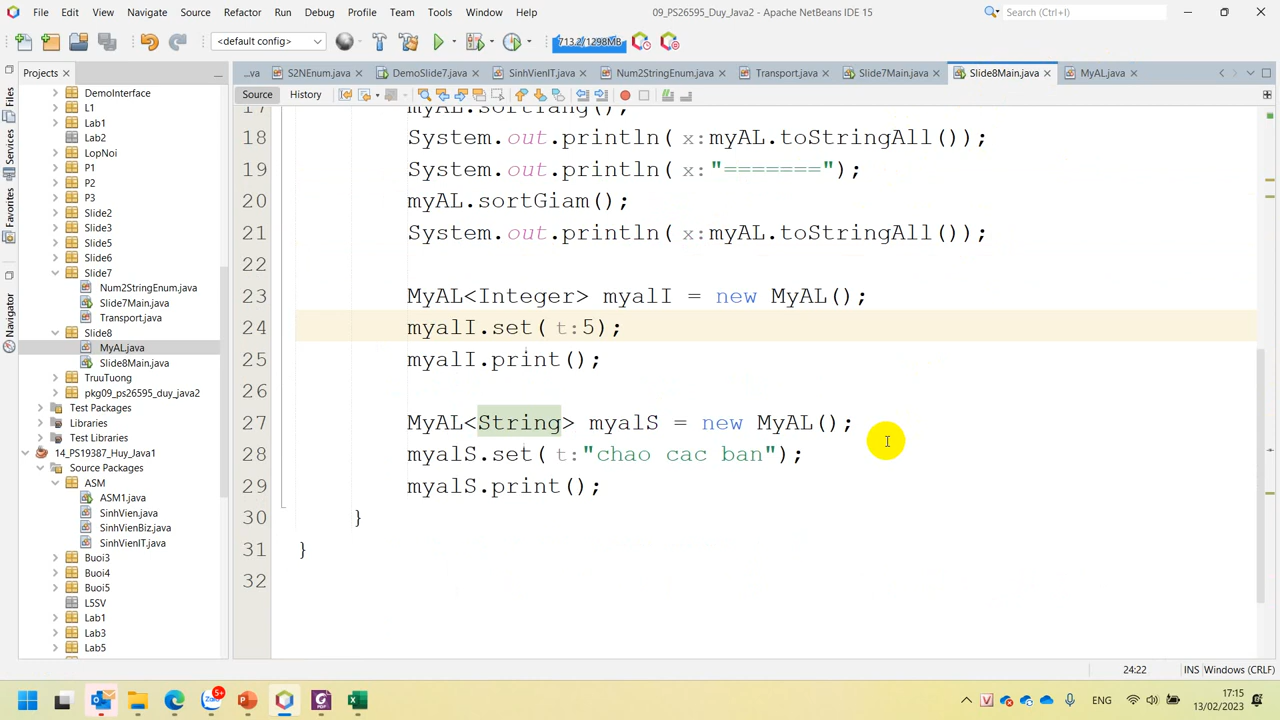 File Edit View Navigate Source Refactor Run Debug Profile Team Tools Window Help
09_PS26595_Duy_Java2 - Apache NetBeans IDE 15
Search (Ctrl+I)
<default config>
713.2/1298MB
Projects
...va
S2NEnum.java
DemoSlide7.java
SinhVienIT.java
Num2StringEnum.java
Transport.java
Slide7Main.java
Slide8Main.java
MyAL.java
Source
History
Files
Services
Favorites
Navigator
DemoInterface
L1
Lab1
Lab2
LopNoi
P1
P2
P3
Slide2
Slide3
Slide5
Slide6
Slide7
Num2StringEnum.java
Slide7Main.java
Transport.java
Slide8
MyAL.java
Slide8Main.java
TruuTuong
pkg09_ps26595_duy_java2
Test Packages
Libraries
Test Libraries
14_PS19387_Huy_Java1
Source Packages
ASM
ASM1.java
SinhVien.java
SinhVienBiz.java
SinhVienIT.java
Buoi3
Buoi4
Buoi5
L5SV
Lab1
Lab3
Lab5
17 myAL.sortTang();
18 System.out.println( x:myAL.toStringAll());
19 System.out.println( x:"=======");
20 myAL.sortGiam();
21 System.out.println( x:myAL.toStringAll());
22
23 MyAL<Integer> myalI = new MyAL();
24 myalI.set( t:5);
25 myalI.print();
26
27 MyAL<String> myalS = new MyAL();
28 myalS.set( t:"chao cac ban");
29 myalS.print();
30 }
31 }
32
24:22
INS
Windows (CRLF)
Zalo
5+
ENG
17:15
13/02/2023